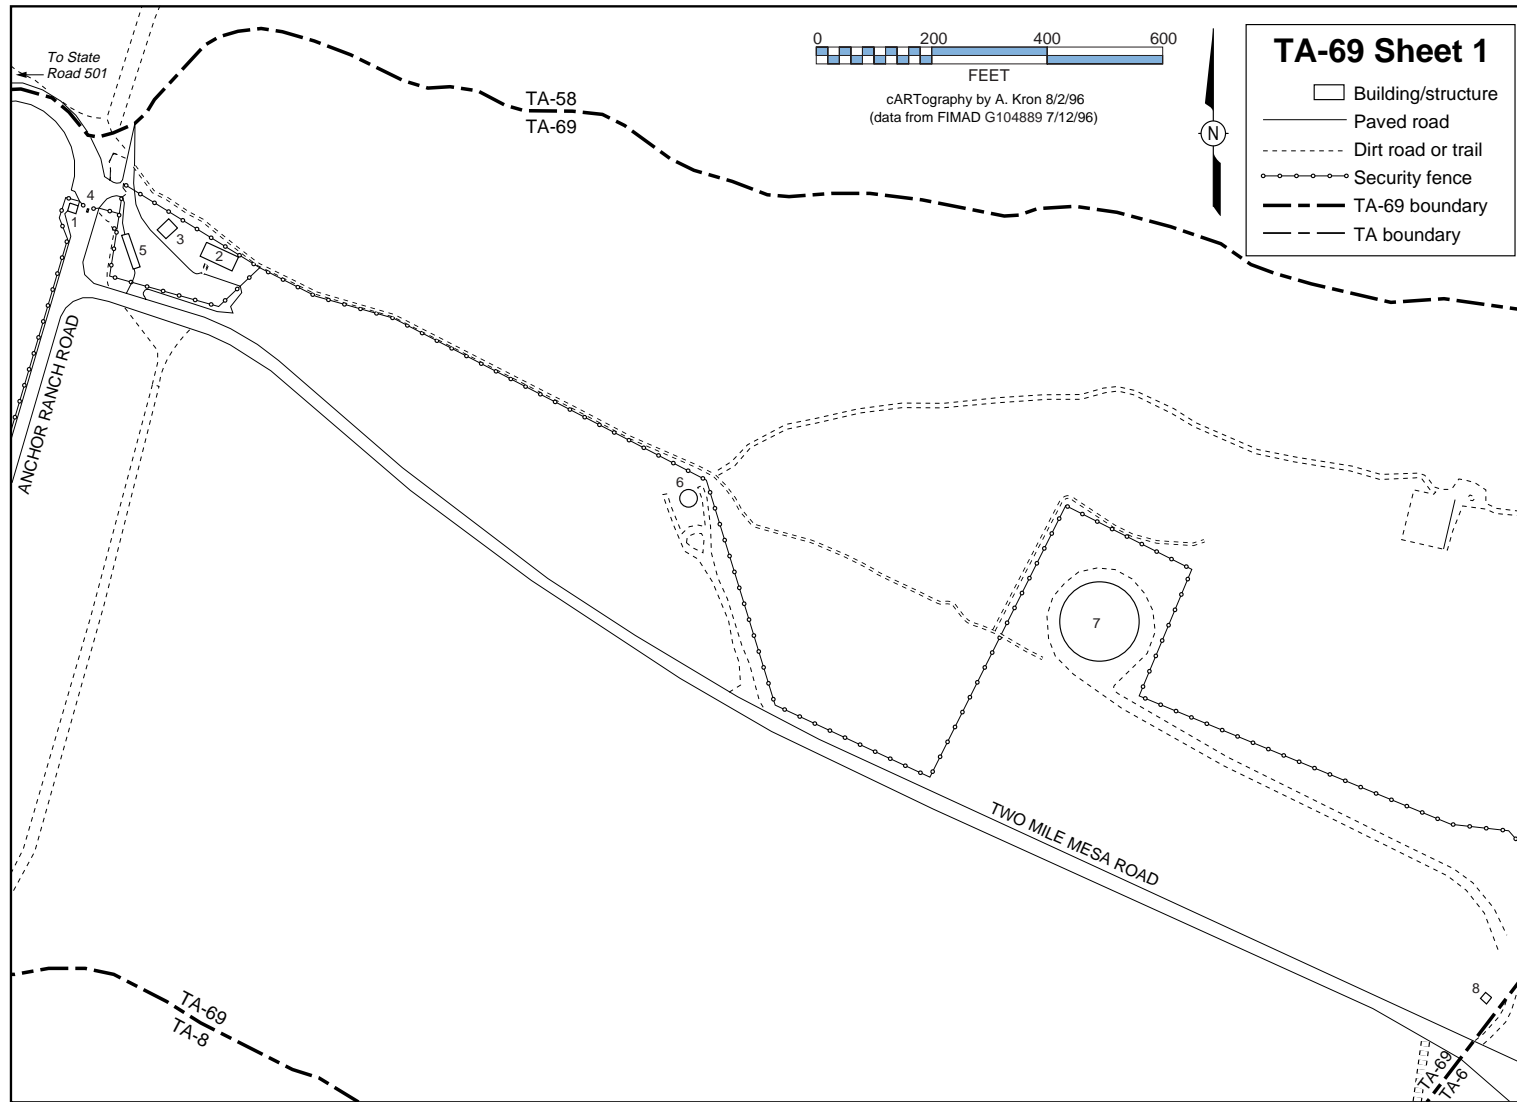 To State
Road 501
TA-58
TA-69
0 200 400 600
FEET
cARTography by A. Kron 8/2/96
(data from FIMAD G104889 7/12/96)
N
TA-69 Sheet 1
Building/structure
Paved road
Dirt road or trail
Security fence
TA-69 boundary
TA boundary
4
1
3
2
5
ANCHOR RANCH ROAD
6
7
TWO MILE MESA ROAD
8
TA-69
TA-8
TA-69
TA-6